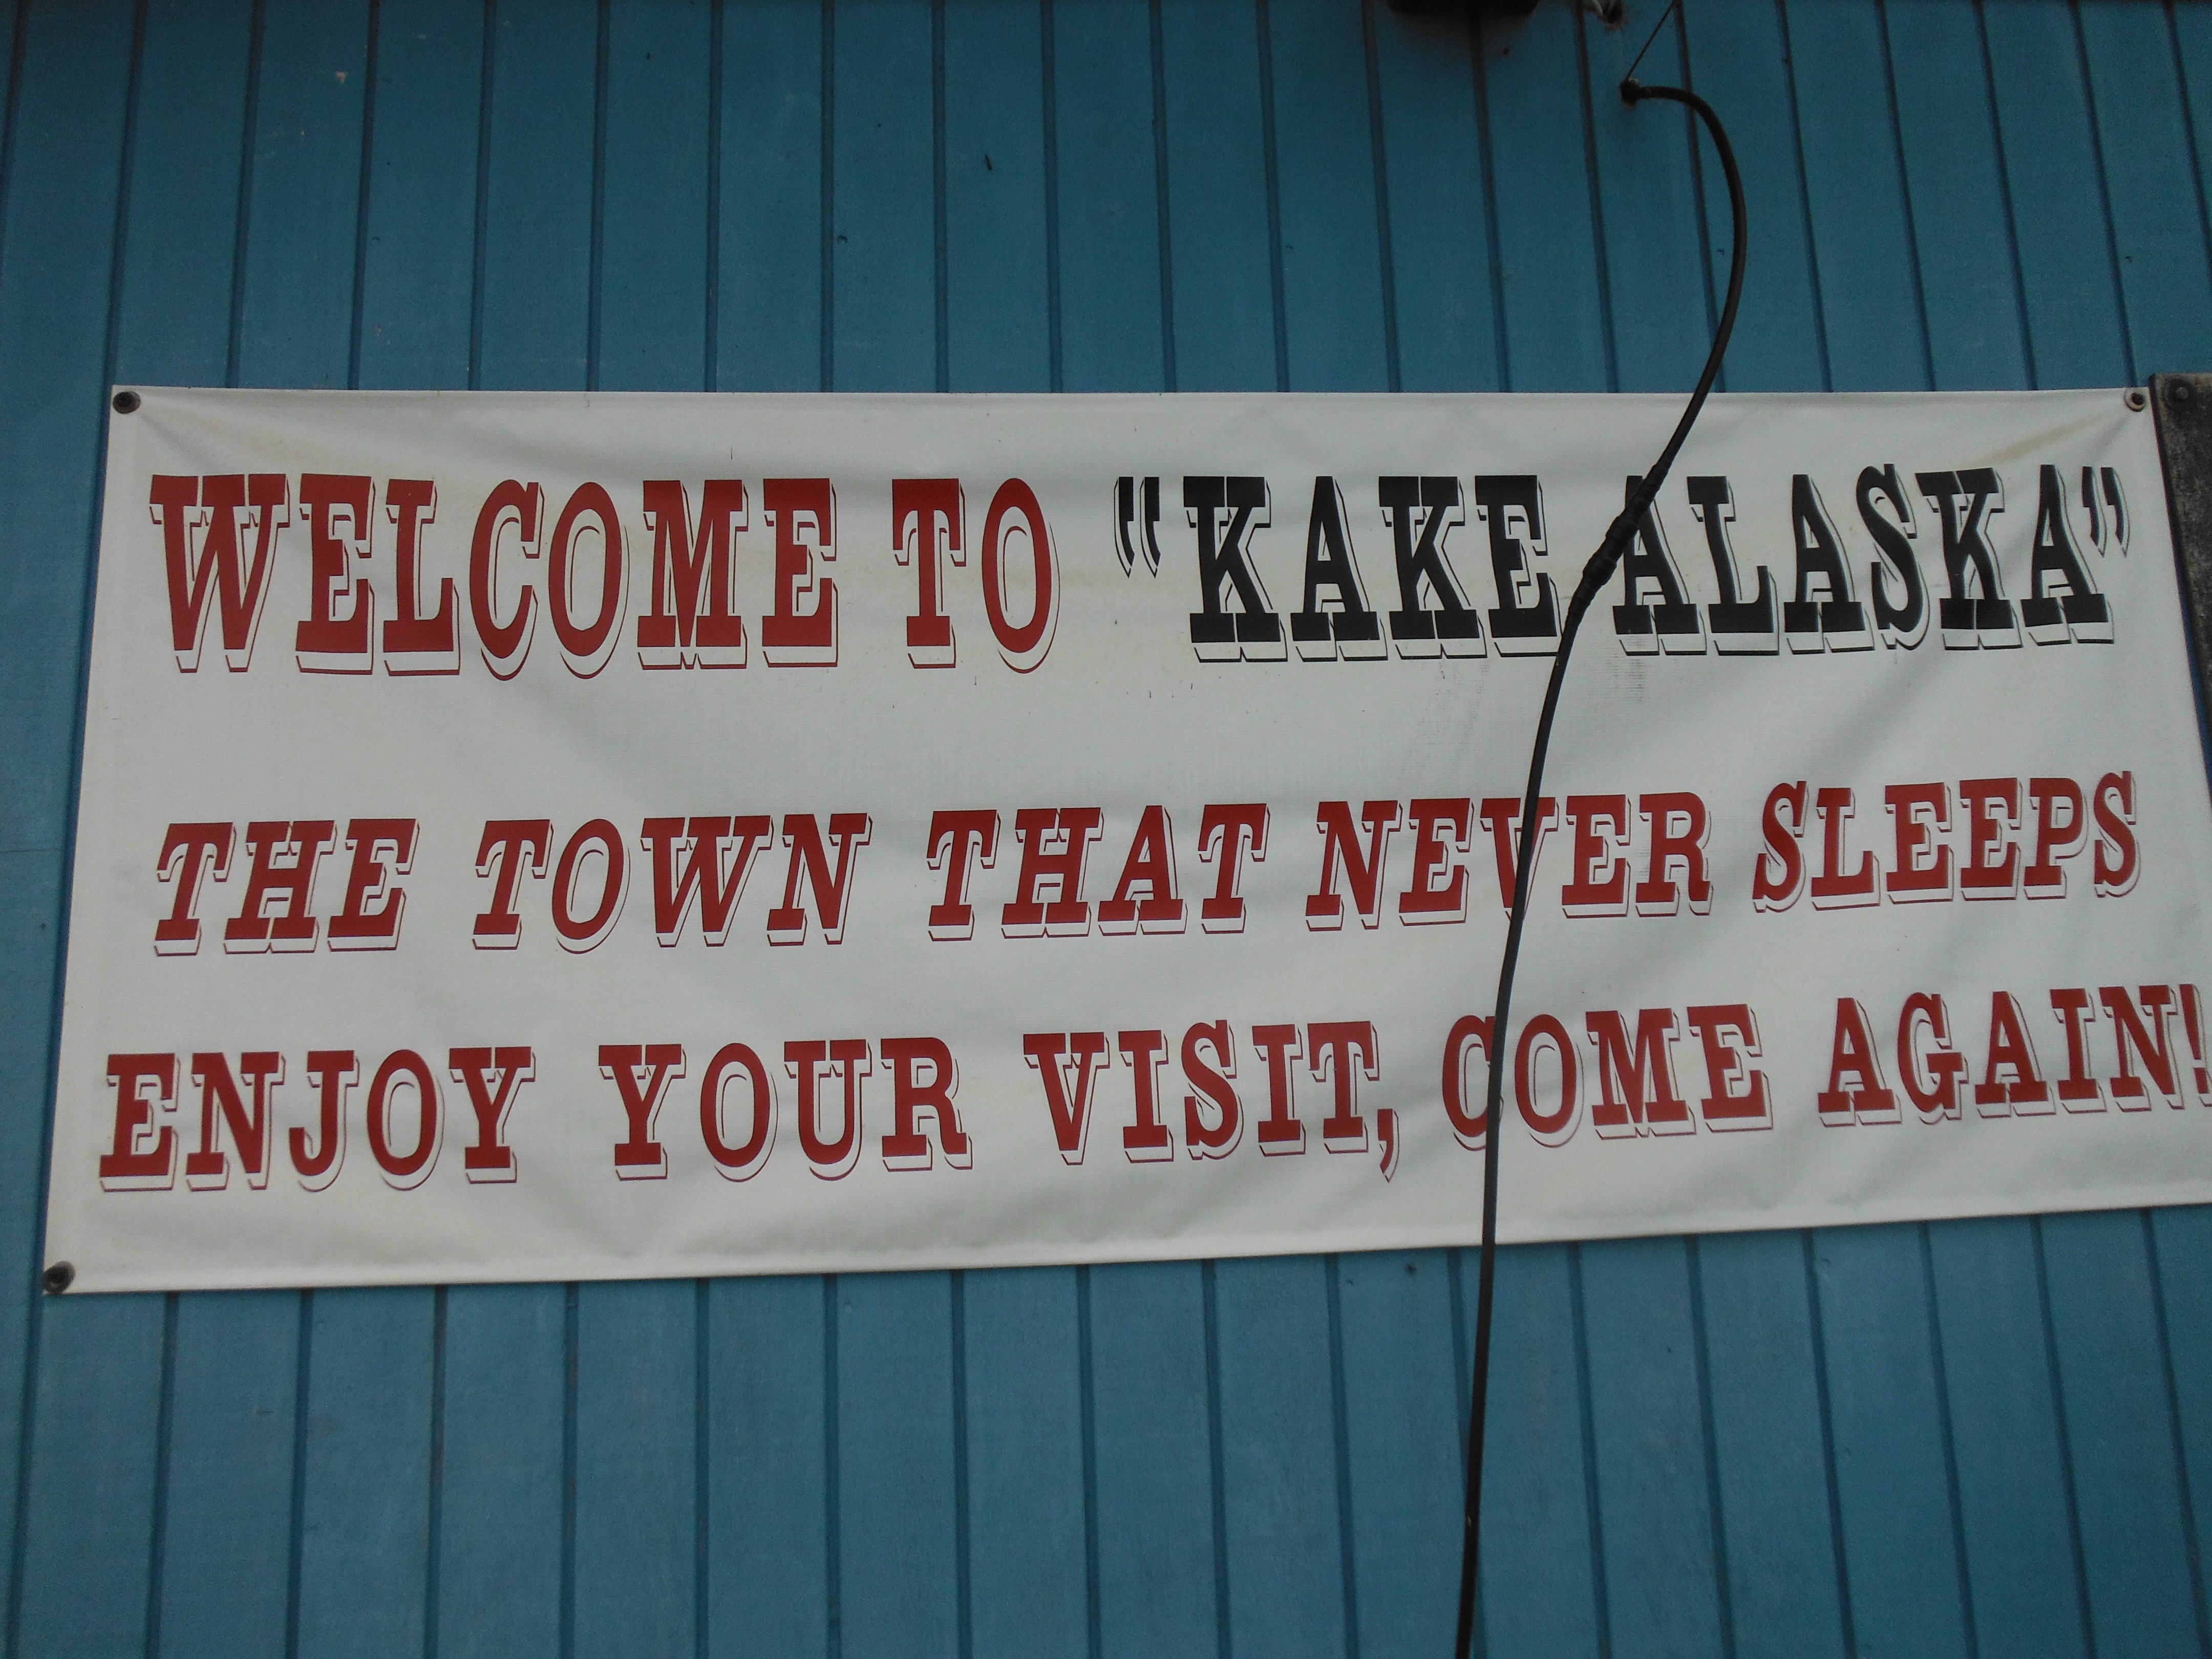 WELCOME TO "KAKE ALASKA"
THE TOWN THAT NEVER SLEEPS
ENJOY YOUR VISIT, COME AGAIN!